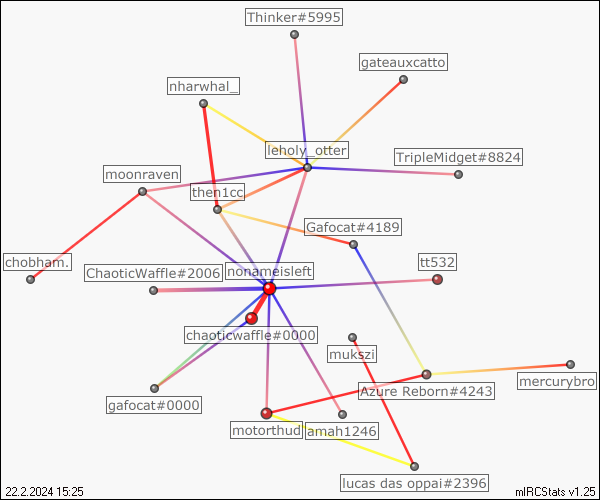 Thinker#5995
gateauxcatto
nharwhal_
leholy_otter
TripleMidget#8824
moonraven
then1cc
Gafocat#4189
chobham.
ChaoticWaffle#2006
nonameisleft
tt532
chaoticwaffle#0000
mukszi
mercurybro
Azure Reborn#4243
gafocat#0000
motorthud
amah1246
lucas das oppai#2396
22.2.2024 15:25
mIRCStats v1.25